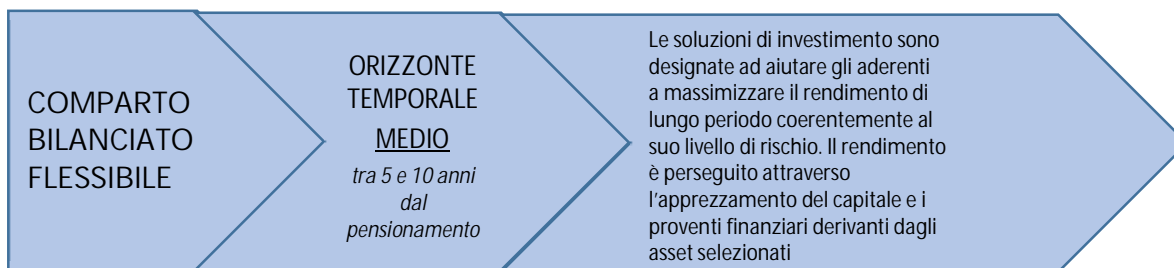 COMPARTO
BILANCIATO
FLESSIBILE
ORIZZONTE
TEMPORALE
MEDIO
tra 5 e 10 anni
dal
pensionamento
Le soluzioni di investimento sono
designate ad aiutare gli aderenti
a massimizzare il rendimento di
lungo periodo coerentemente al
suo livello di rischio. Il rendimento
è perseguito attraverso
l'apprezzamento del capitale e i
proventi finanziari derivanti dagli
asset selezionati